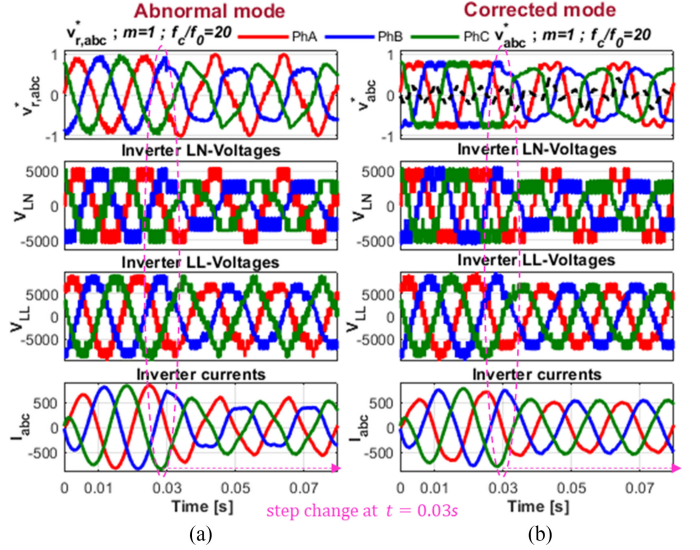 Abnormal mode
v*r,abc ; m=1 ; fc/f0=20
PhA
PhB
PhC
Corrected mode
v*abc ; m=1 ; fc/f0=20
v*r,abc
1
0
-1
v*abc
1
0
-1
Inverter LN-Voltages
VLN
5000
0
-5000
Inverter LN-Voltages
VLN
5000
0
-5000
Inverter LL-Voltages
VLL
5000
0
-5000
Inverter LL-Voltages
VLL
5000
0
-5000
Inverter currents
Iabc
500
0
-500
Inverter currents
Iabc
500
0
-500
0 0.01 0.03 0.05 0.07
Time [s]
0 0.01 0.03 0.05 0.07
Time [s]
step change at t = 0.03s
(a)
(b)